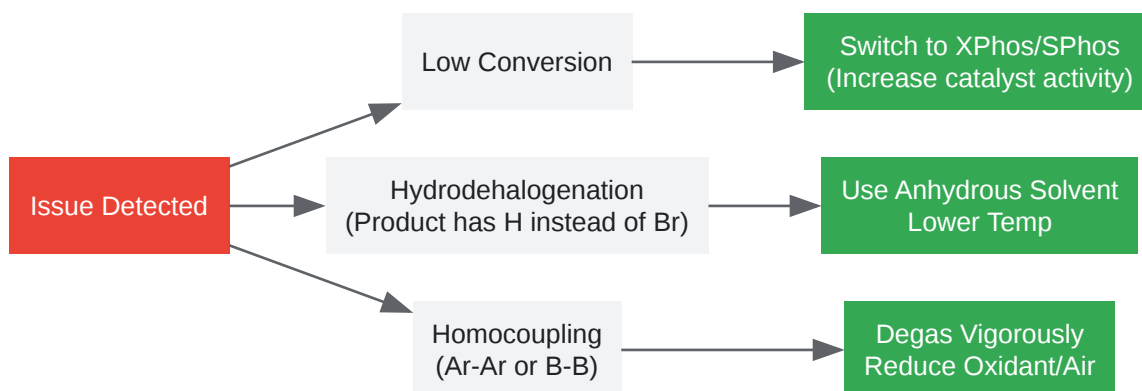 Issue Detected
Low Conversion
Switch to XPhos/SPhos
(Increase catalyst activity)
Hydrodehalogenation
(Product has H instead of Br)
Use Anhydrous Solvent
Lower Temp
Homocoupling
(Ar-Ar or B-B)
Degas Vigorously
Reduce Oxidant/Air